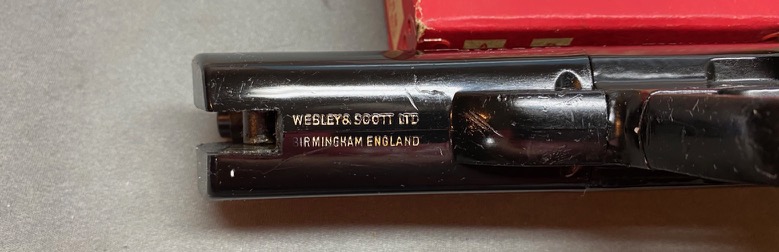 WEBLEY & SCOTT LTD
BIRMINGHAM ENGLAND